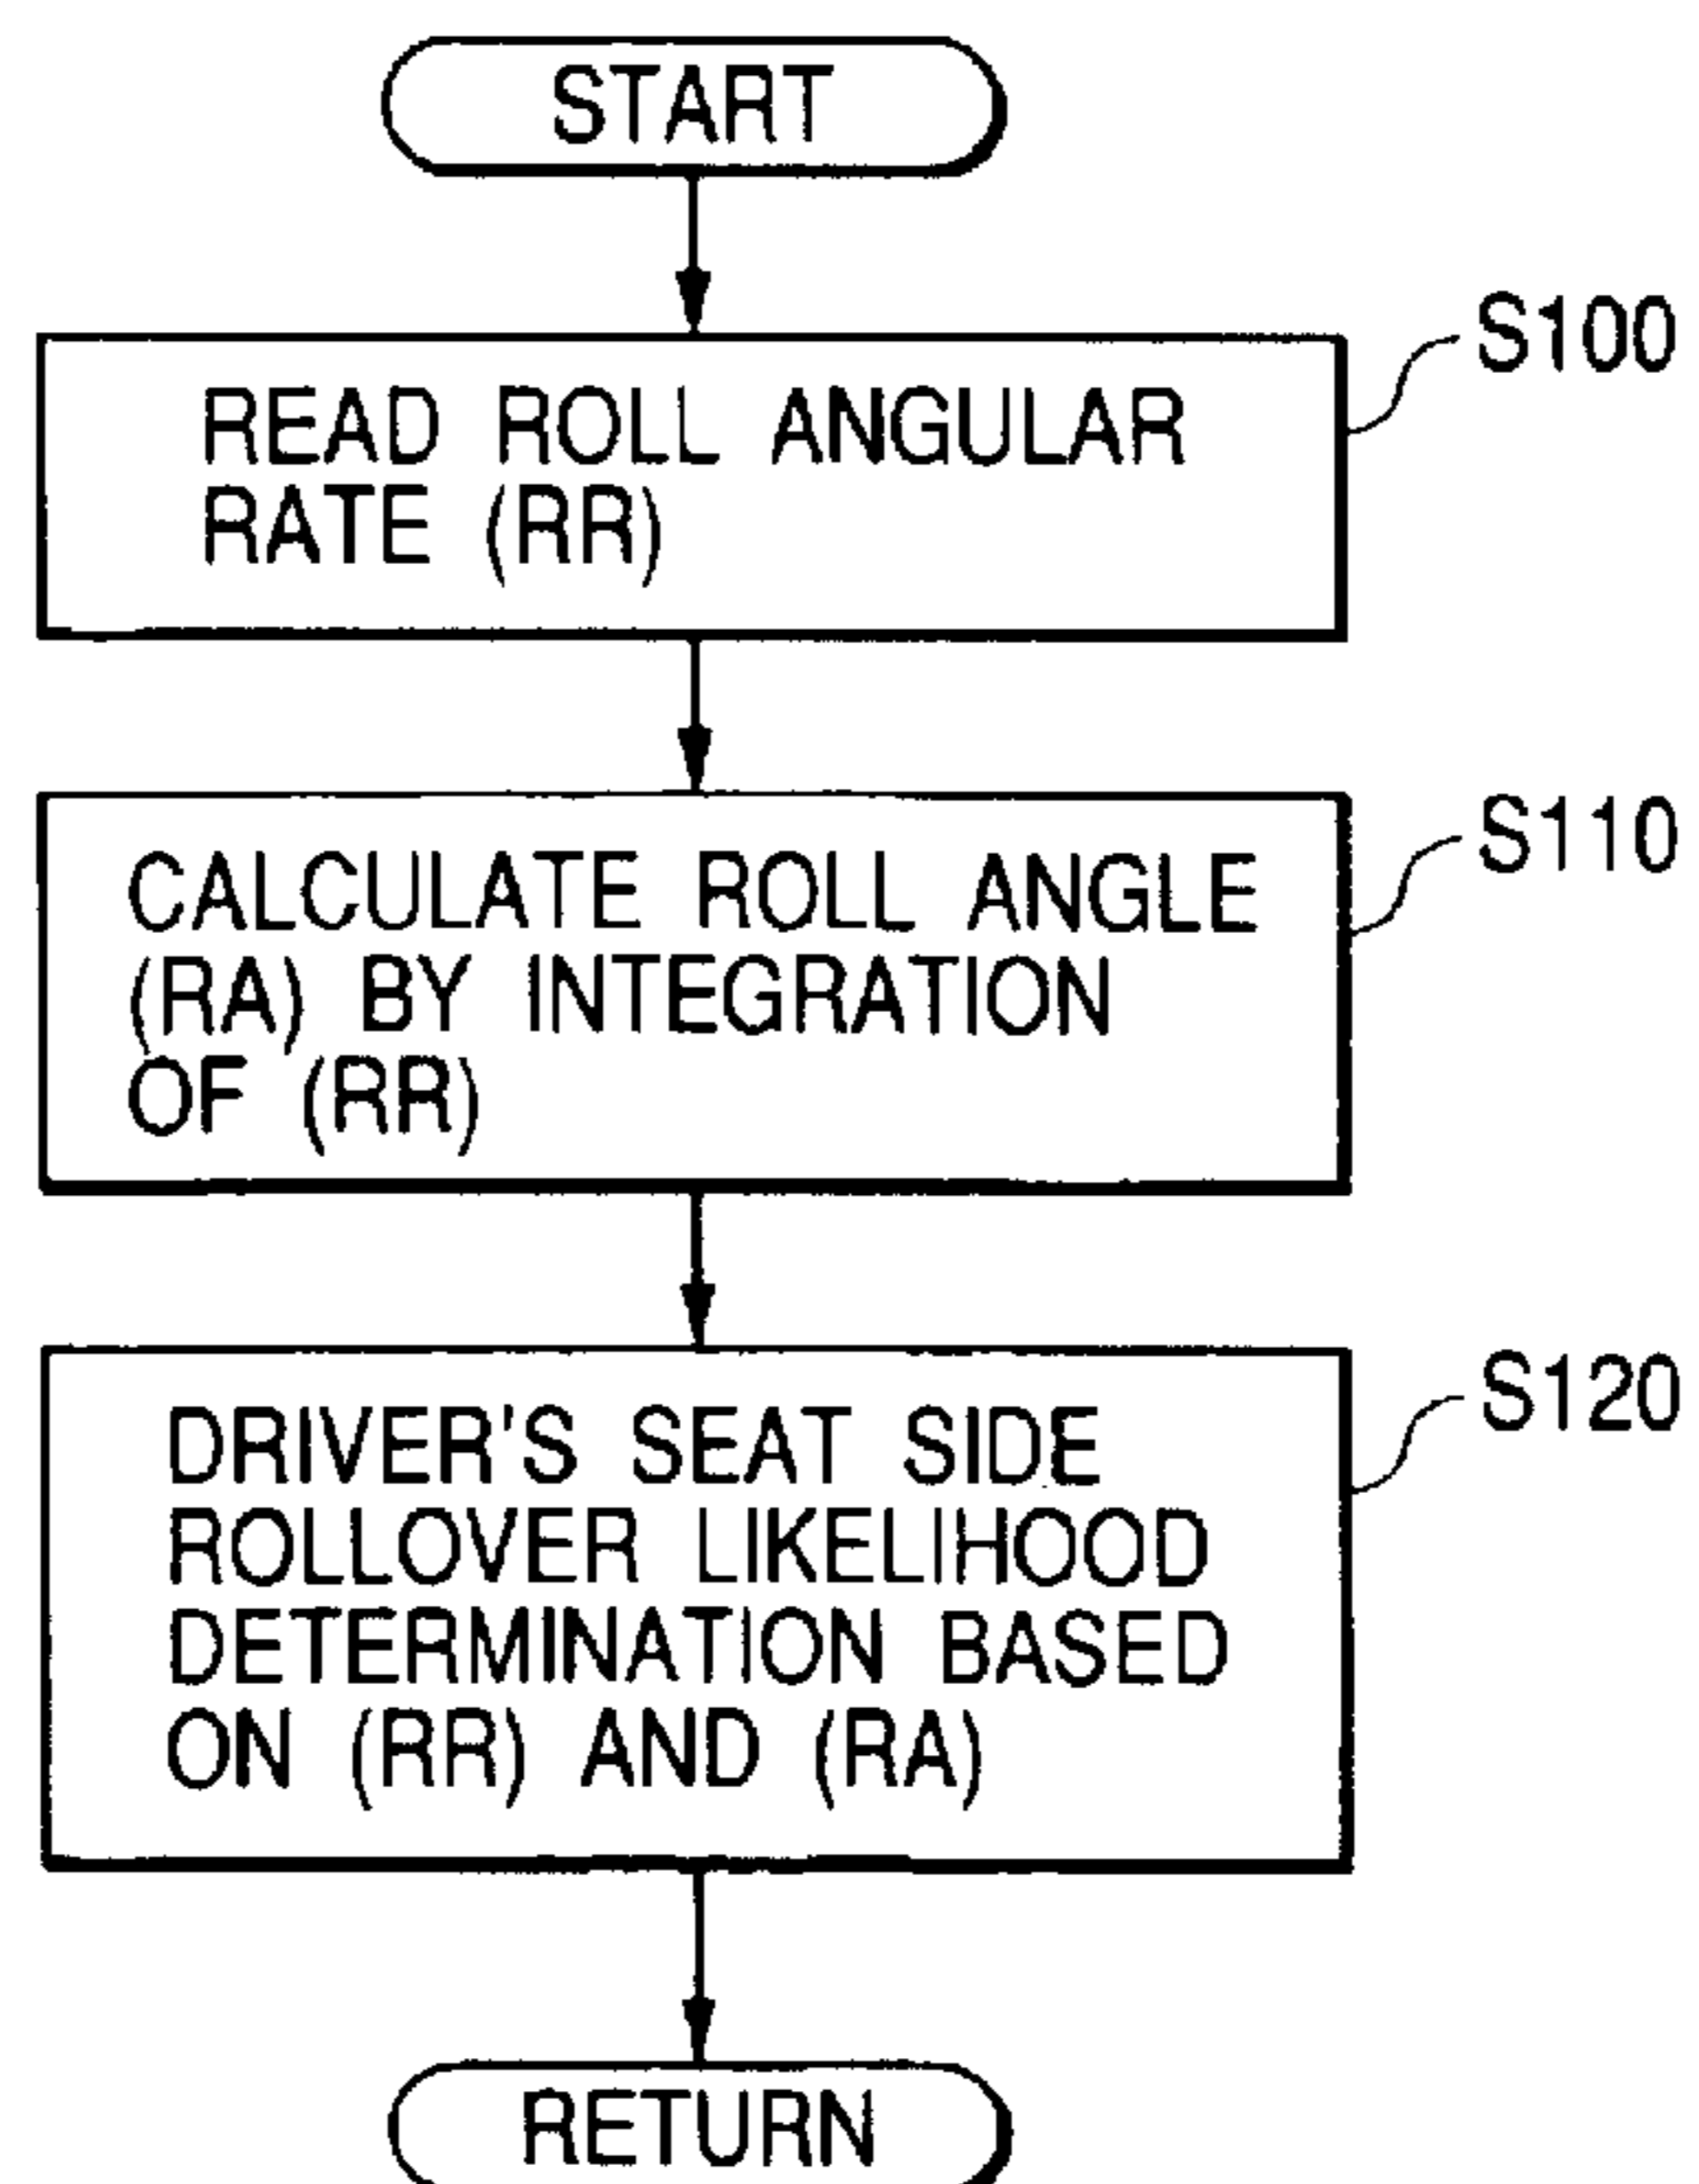 START
S100
READ ROLL ANGULAR
RATE (RR)
S110
CALCULATE ROLL ANGLE
(RA) BY INTEGRATION
OF (RR)
S120
DRIVER'S SEAT SIDE
ROLLOVER LIKELIHOOD
DETERMINATION BASED
ON (RR) AND (RA)
RETURN